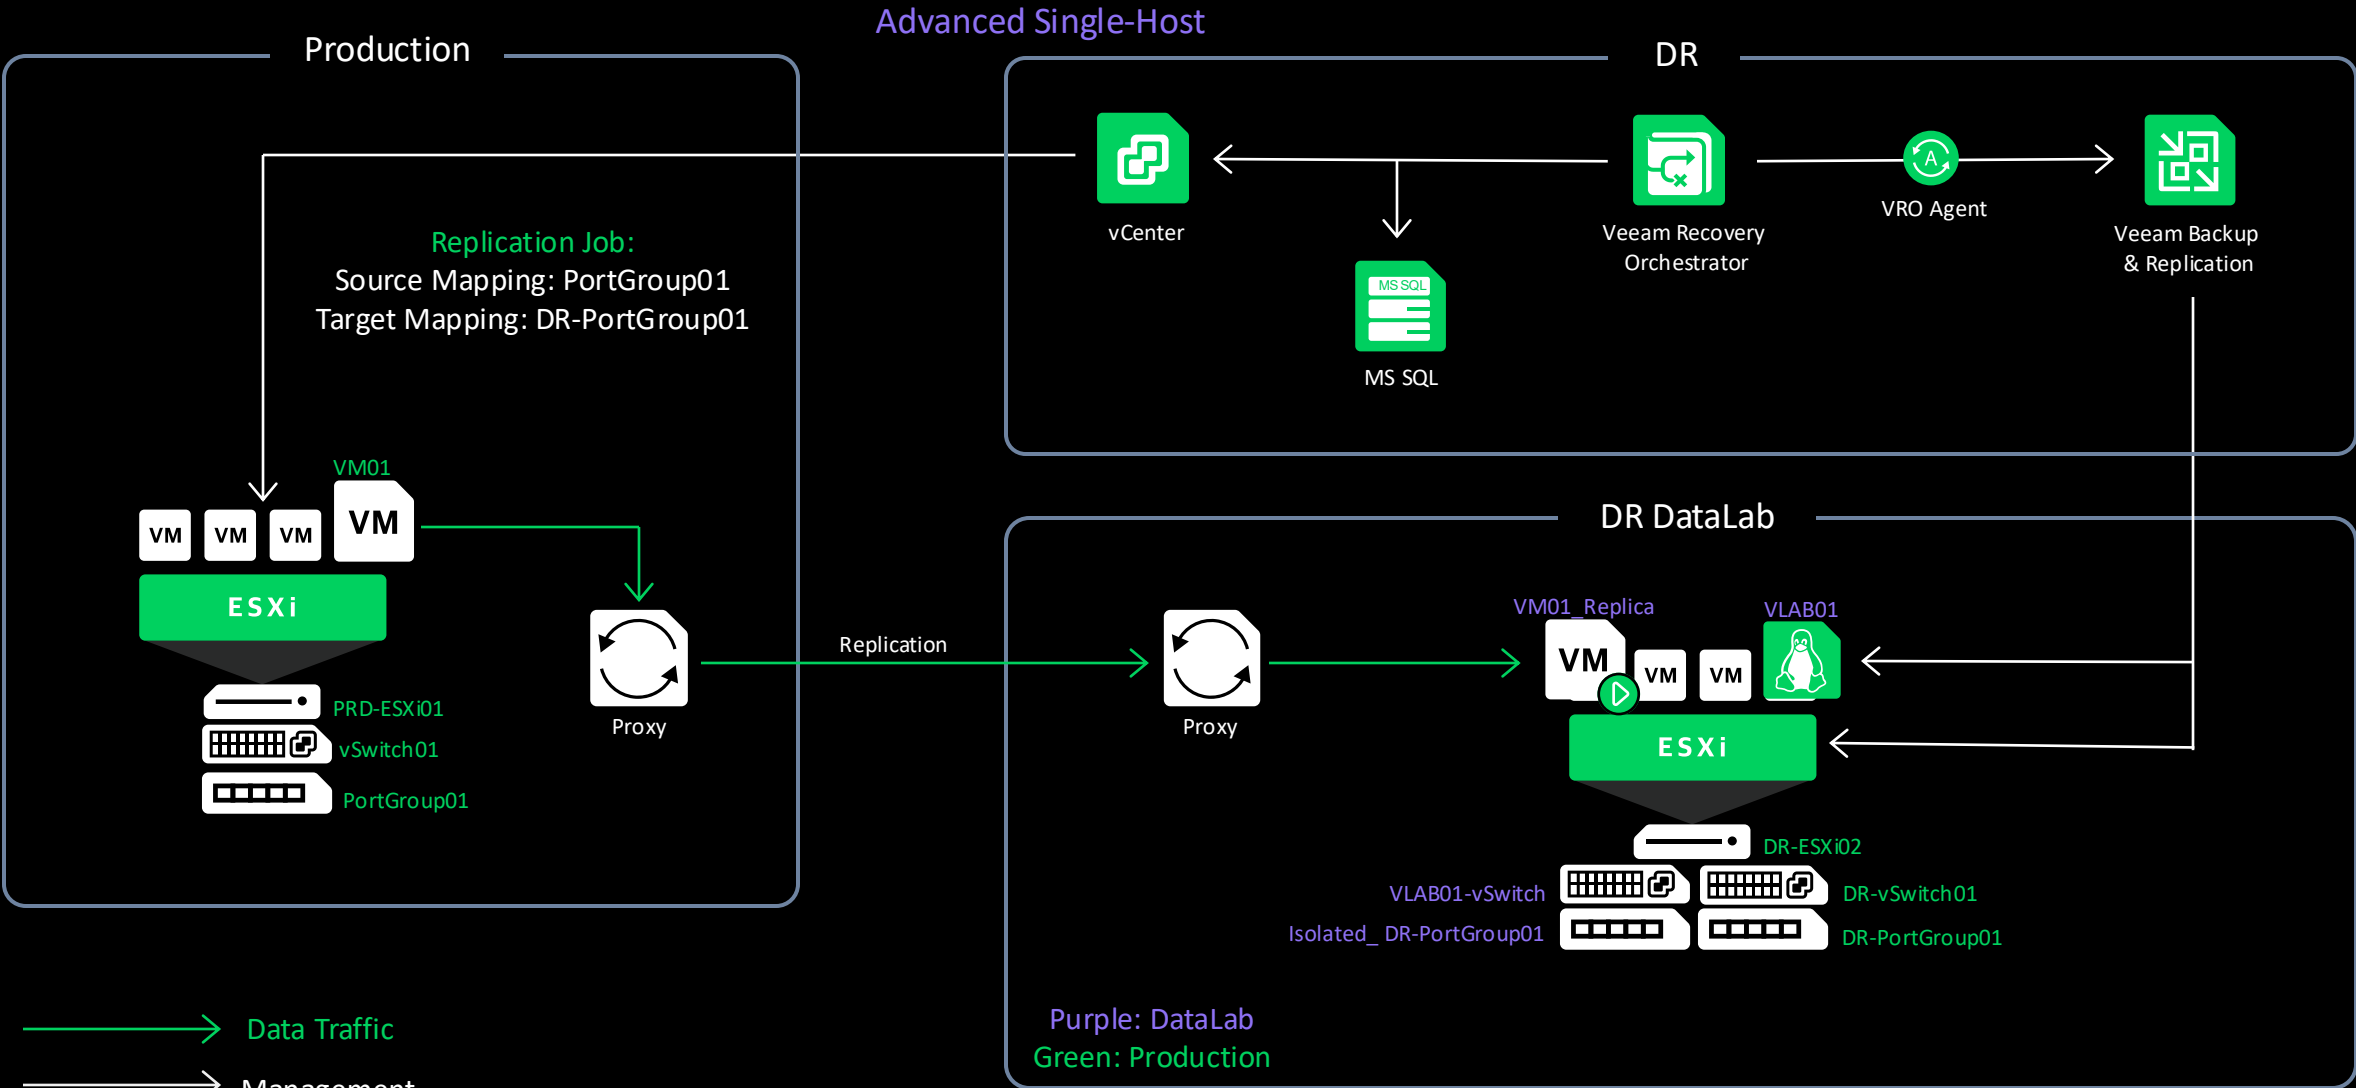 Advanced Single-Host
Production
DR
Replication Job:
Source Mapping: PortGroup01
Target Mapping: DR-PortGroup01
vCenter
MS SQL
MS SQL
Veeam Recovery
Orchestrator
A
VRO Agent
Veeam Backup
& Replication
VM01
VM
VM
VM
VM
ESXi
PRD-ESXi01
vSwitch01
PortGroup01
Proxy
Replication
DR DataLab
Proxy
VM01_Replica
VLAB01
VM
VM
VM
ESXi
DR-ESXi02
VLAB01-vSwitch
DR-vSwitch01
Isolated_ DR-PortGroup01
DR-PortGroup01
Purple: DataLab
Green: Production
Data Traffic
Management